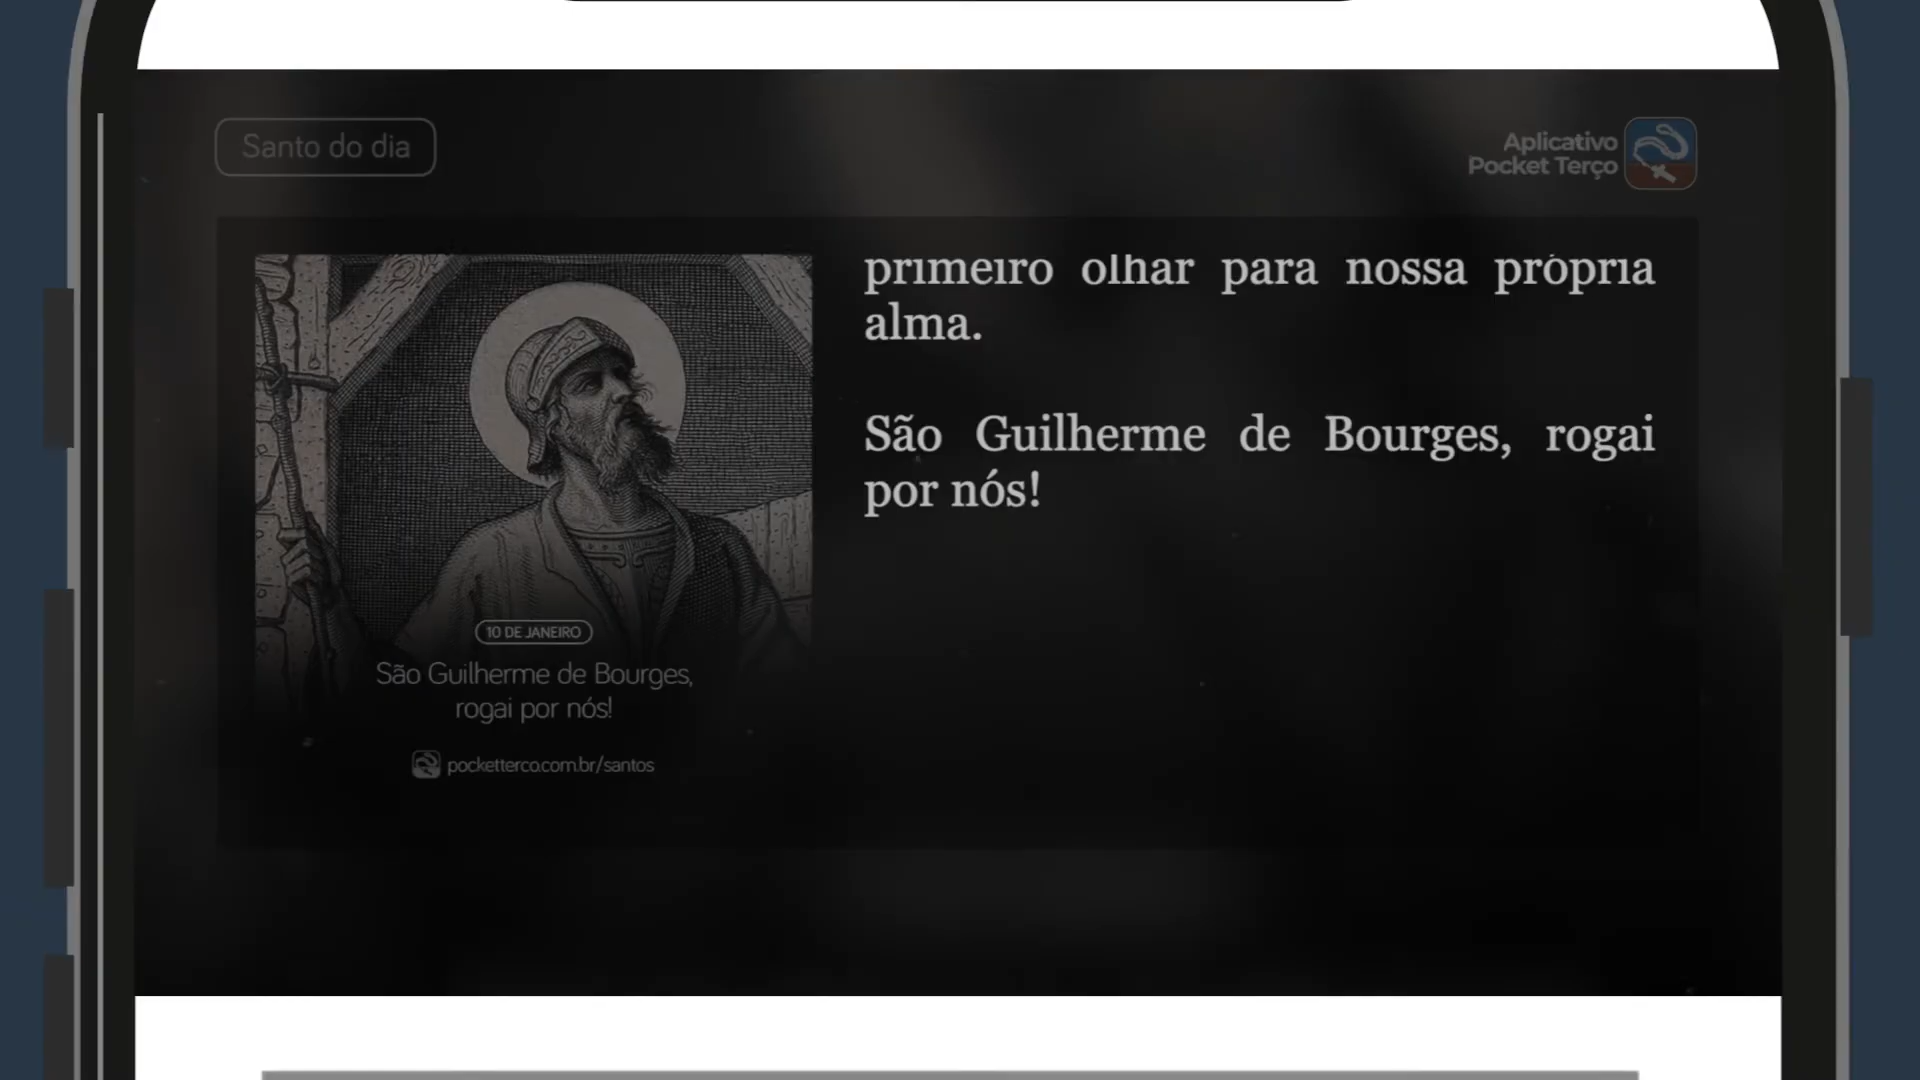 Santo do dia
Aplicativo
Pocket Terço
primeiro olhar para nossa própria
alma.
São Guilherme de Bourges, rogai
por nós!
10 DE JANEIRO
São Guilherme de Bourges,
rogai por nós!
pocketterco.com.br/santos